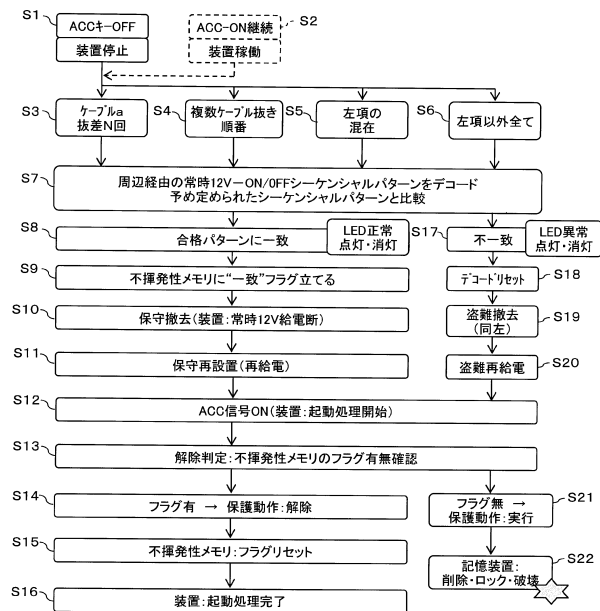 S1
ACCキーOFF
装置停止
ACC-ON継続
装置稼働
S2
S3
ケーブルa
抜差N回
S4
複数ケーブル抜き
順番
S5
左項の
混在
S6
左項以外全て
S7
周辺経由の常時12V－ON/OFFシーケンシャルパターンをデコード
予め定められたシーケンシャルパターンと比較
S8
合格パターンに一致
LED正常
点灯・消灯
S17
不一致
LED異常
点灯・消灯
S9
不揮発性メモリに“一致”フラグ立てる
デコードリセット
S18
S10
保守撤去(装置:常時12V給電断)
盗難撤去
(同左)
S19
S11
保守再設置(再給電)
盗難再給電
S20
S12
ACC信号ON(装置:起動処理開始)
S13
解除判定:不揮発性メモリのフラグ有無確認
S14
フラグ有 → 保護動作:解除
フラグ無 →
保護動作:実行
S21
S15
不揮発性メモリ:フラグリセット
記憶装置:
削除・ロック・破壊
S22
S16
装置:起動処理完了